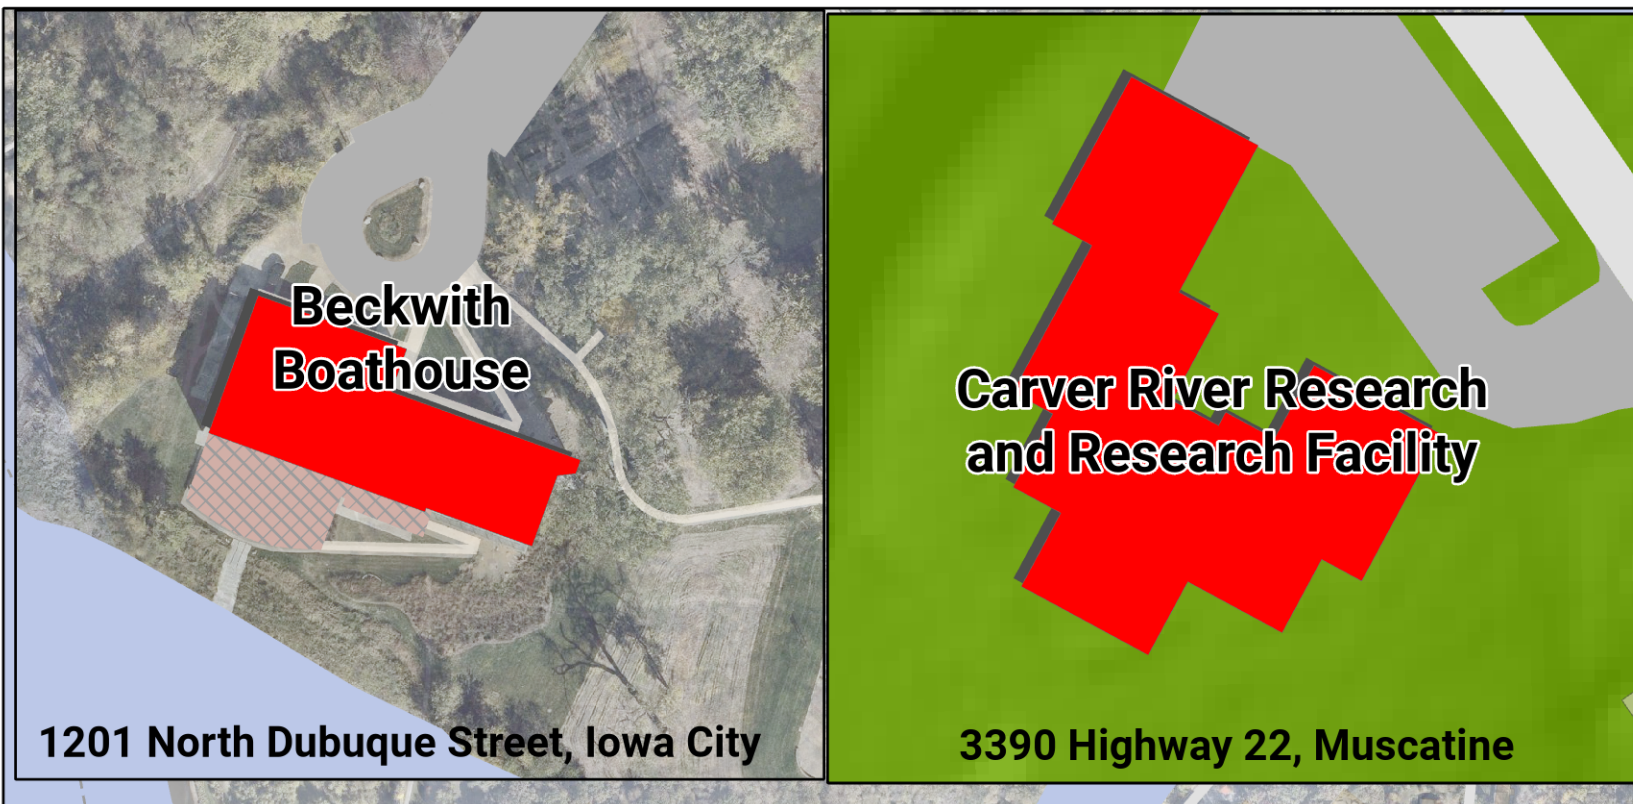 Beckwith
Boathouse
1201 North Dubuque Street, Iowa City
Carver River Research
and Research Facility
3390 Highway 22, Muscatine